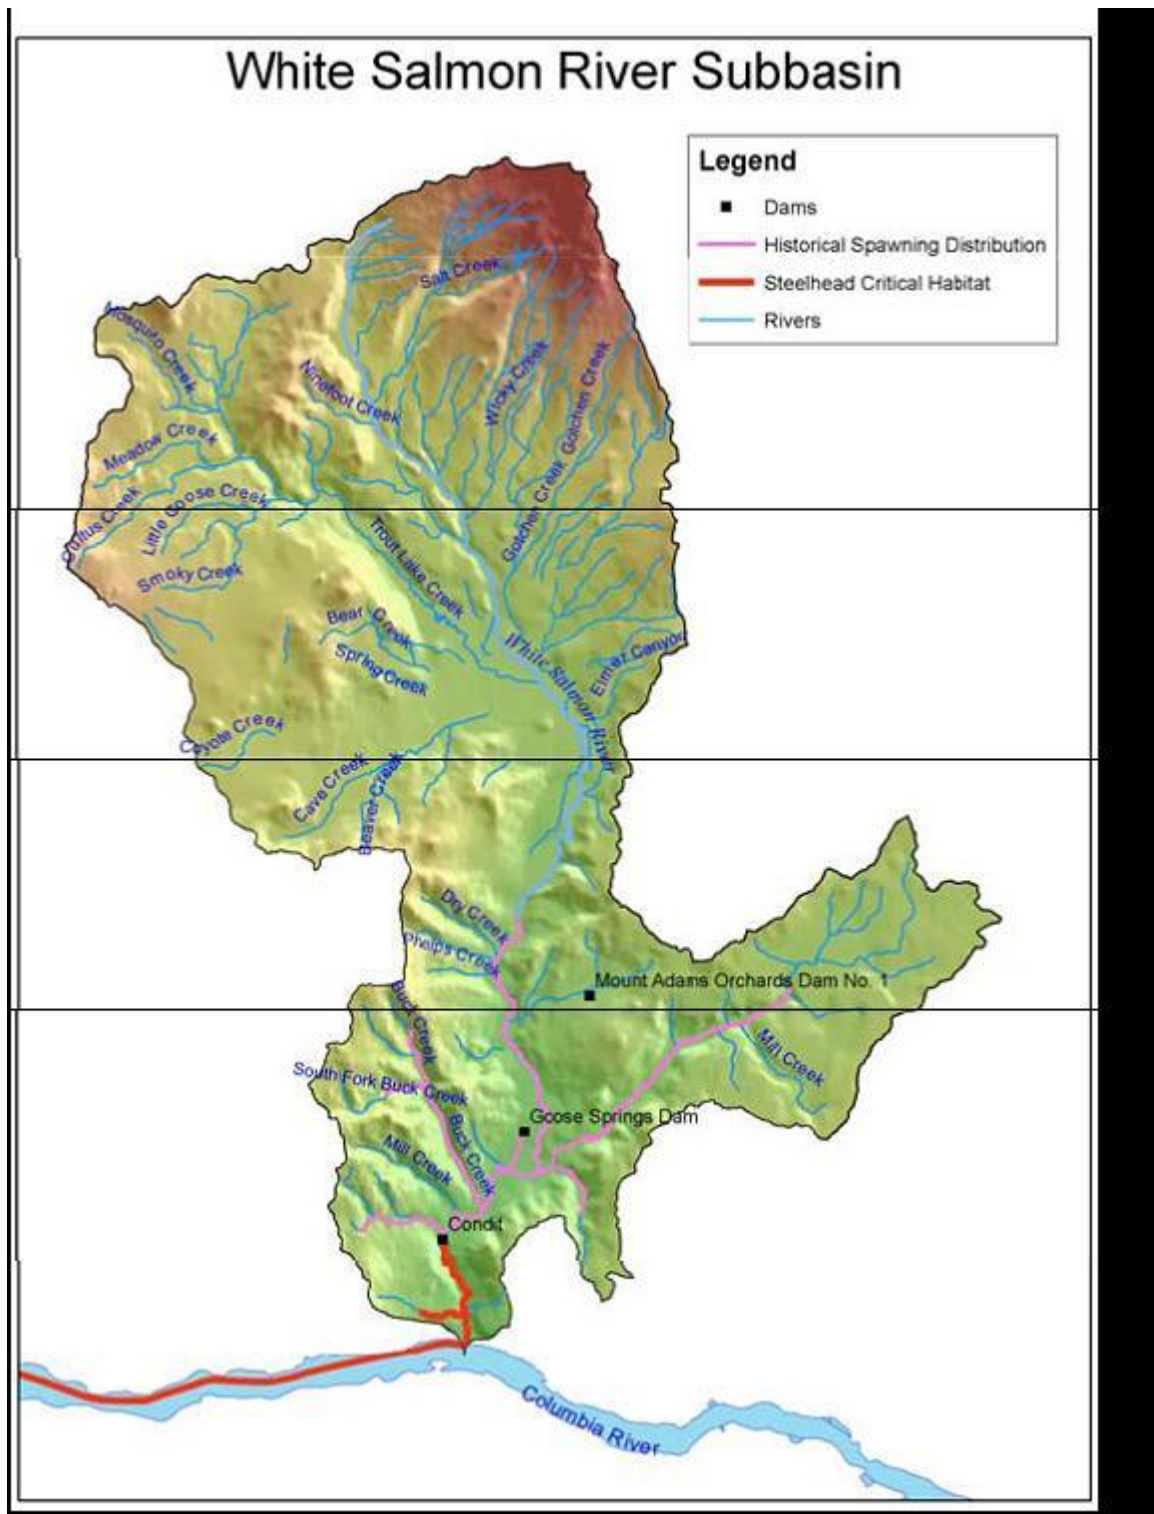 White Salmon River Subbasin
Legend
Dams
Historical Spawning Distribution
Steelhead Critical Habitat
Rivers
Salt Creek
Mosquito Creek
Ninefoot Creek
Wicky Creek
Gotchen Creek
Meadow Creek
Gotchen Creek
Cultus Creek
Little Goose Creek
Trout Lake Creek
Smoky Creek
Bear Creek
Spring Creek
White Salmon River
Elmer Canyon
Coyote Creek
Cave Creek
Beaver Creek
Dry Creek
Phelps Creek
Mount Adams Orchards Dam No. 1
Buck Creek
Mill Creek
South Fork Buck Creek
Goose Springs Dam
Buck Creek
Mill Creek
Condit
Columbia River